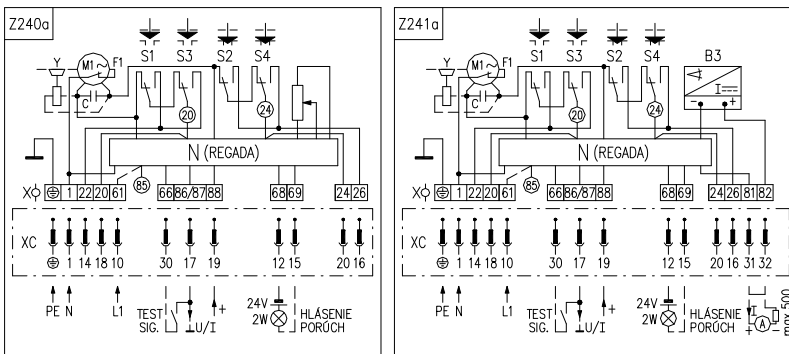 Z240a
S1 S3 S2 S4
Y M1 F1
C
20 24
N (REGADA)
X 1 22 20 61 85 66 86/87 88 68 69 24 26
XC
1 14 18 10 30 17 19 12 15 20 16
PE N L1 TEST SIG. U/I + 24V 2W HLÁSENIE PORÚCH
Z241a
S1 S3 S2 S4 B3
Y M1 F1
C I
- +
20 24
N (REGADA)
X 1 22 20 61 85 66 86/87 88 68 69 24 26 81 82
XC
1 14 18 10 30 17 19 12 15 20 16 31 32
PE N L1 TEST SIG. U/I + 24V 2W HLÁSENIE PORÚCH I A - + max 500